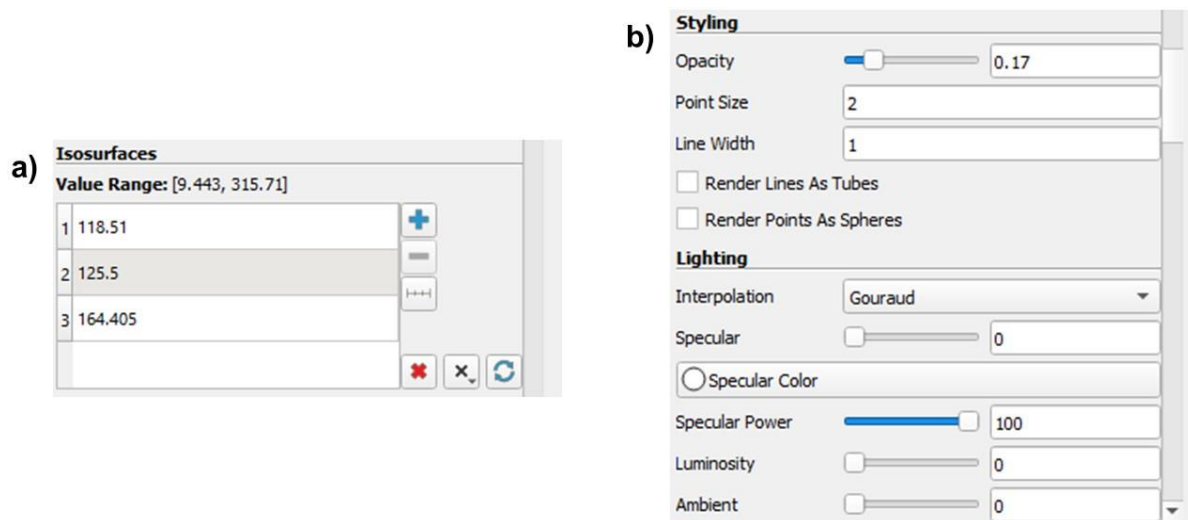 a)
Isosurfaces
Value Range: [9.443, 315.71]
1 118.51
2 125.5
3 164.405
b)
Styling
Opacity 0.17
Point Size 2
Line Width 1
Render Lines As Tubes
Render Points As Spheres
Lighting
Interpolation Gouraud
Specular 0
Specular Color
Specular Power 100
Luminosity 0
Ambient 0